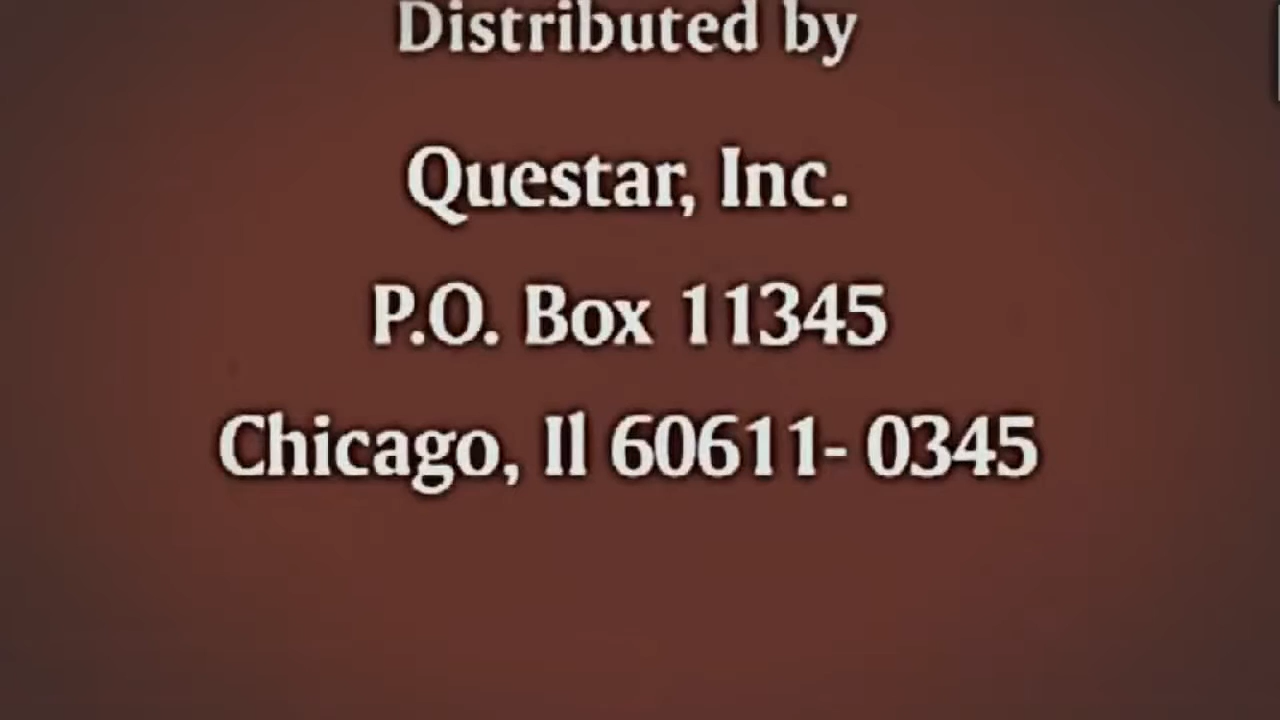 Distributed by
Questar, Inc.
P.O. Box 11345
Chicago, Il 60611- 0345